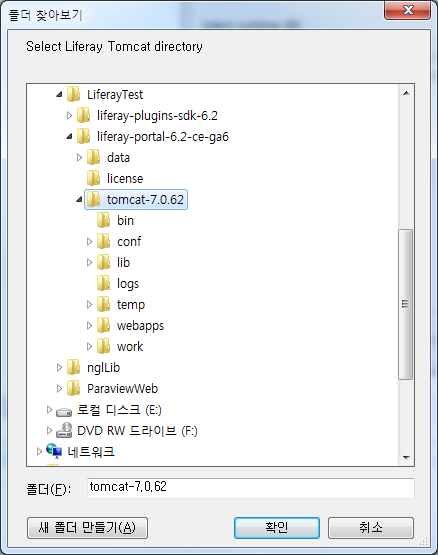 폴더 찾아보기
Select Liferay Tomcat directory
LiferayTest
liferay-plugins-sdk-6.2
liferay-portal-6.2-ce-ga6
data
license
tomcat-7.0.62
bin
conf
lib
logs
temp
webapps
work
nglLib
ParaviewWeb
로컬 디스크 (E:)
DVD RW 드라이브 (F:)
네트워크
폴더(F): tomcat-7.0.62
새 폴더 만들기(A) 확인 취소